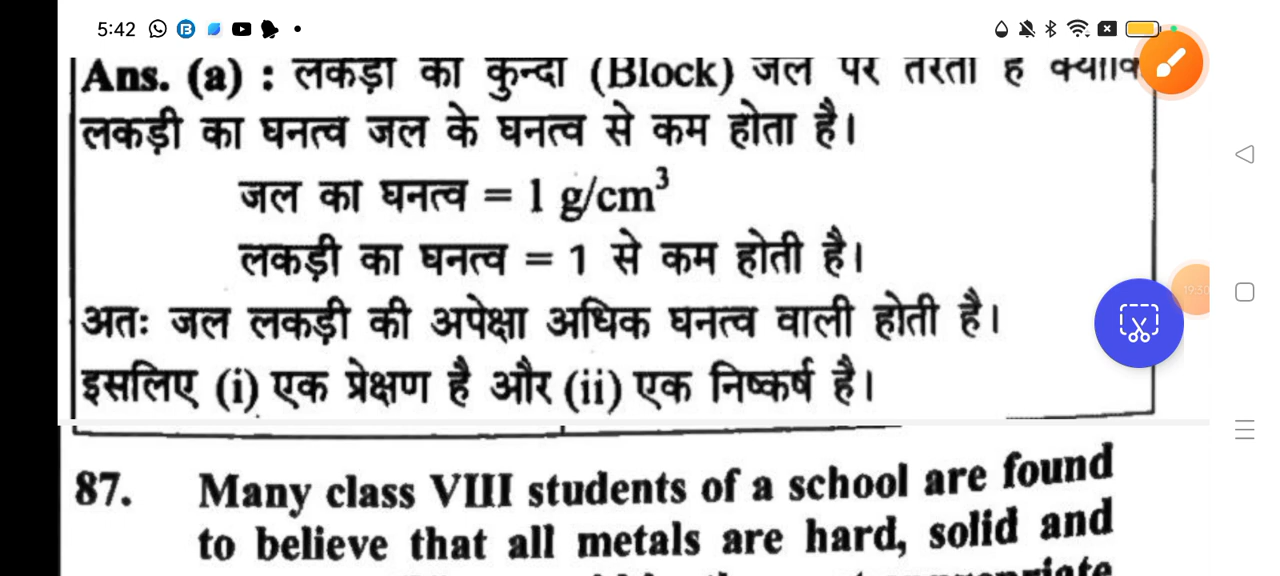 5:42
Ans. (a) : लकड़ी का कुन्दा (Block) जल पर तैरता है क्योंकि
लकड़ी का घनत्व जल के घनत्व से कम होता है।
जल का घनत्व = 1 g/cm³
लकड़ी का घनत्व = 1 से कम होती है।
19:30
अतः जल लकड़ी की अपेक्षा अधिक घनत्व वाली होती है।
इसलिए (i) एक प्रेक्षण है और (ii) एक निष्कर्ष है।
87. Many class VIII students of a school are found
to believe that all metals are hard, solid and